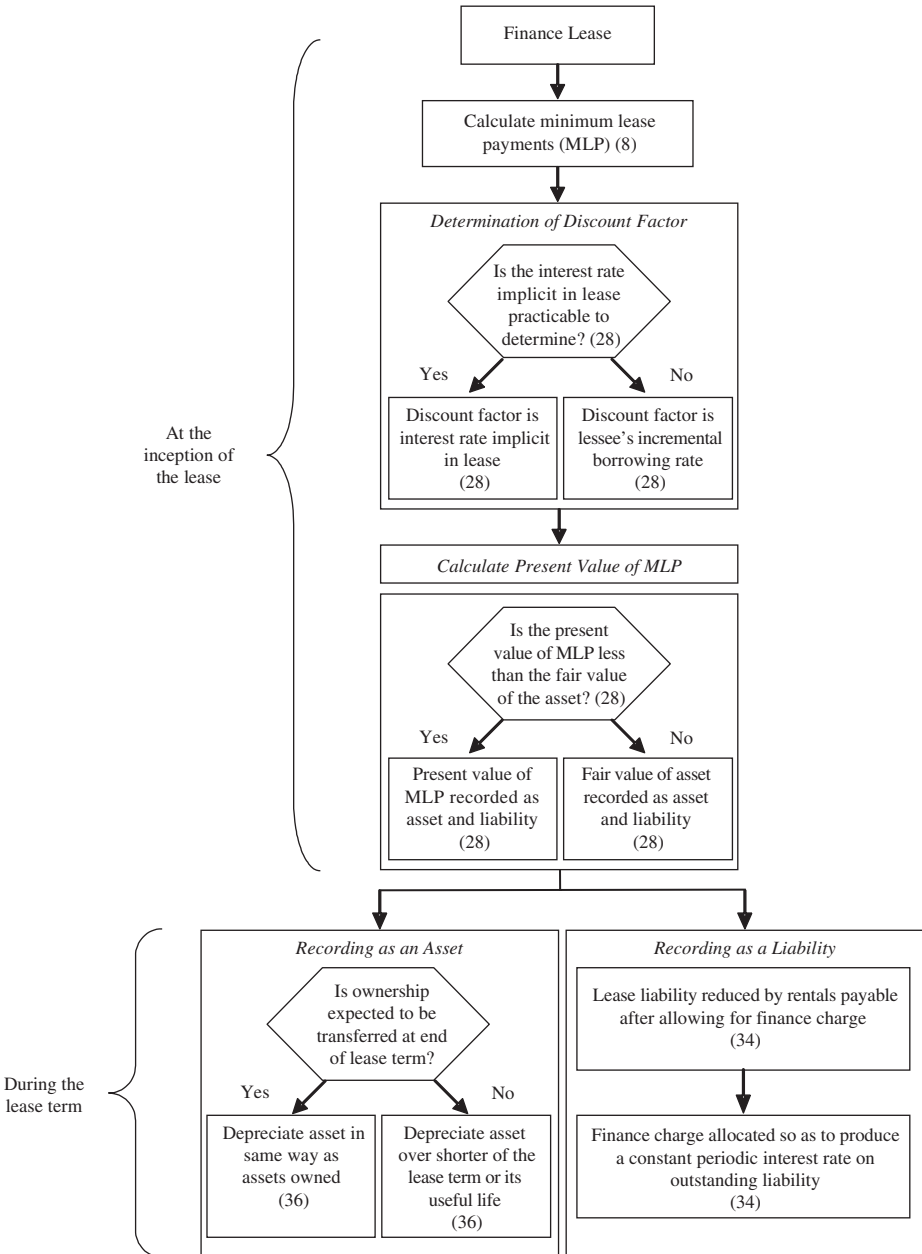 Finance Lease
Calculate minimum lease
payments (MLP) (8)
Determination of Discount Factor
Is the interest rate
implicit in lease
practicable to
determine? (28)
Yes
No
Discount factor is
interest rate implicit
in lease
(28)
Discount factor is
lessee's incremental
borrowing rate
(28)
At the
inception of
the lease
Calculate Present Value of MLP
Is the present
value of MLP less
than the fair value
of the asset? (28)
Yes
No
Present value of
MLP recorded as
asset and liability
(28)
Fair value of asset
recorded as asset
and liability
(28)
During the
lease term
Recording as an Asset
Is ownership
expected to be
transferred at end
of lease term?
Yes
No
Depreciate asset in
same way as
assets owned
(36)
Depreciate asset
over shorter of the
lease term or its
useful life
(36)
Recording as a Liability
Lease liability reduced by rentals payable
after allowing for finance charge
(34)
Finance charge allocated so as to produce
a constant periodic interest rate on
outstanding liability
(34)